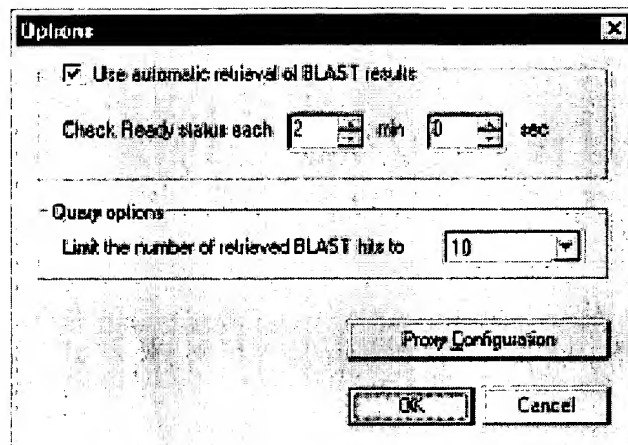 Options
Use automatic retrieval of BLAST results
Check Ready status each 2 min 0 sec
Query options
Limit the number of retrieved BLAST hits to 10
Proxy Configuration
OK Cancel